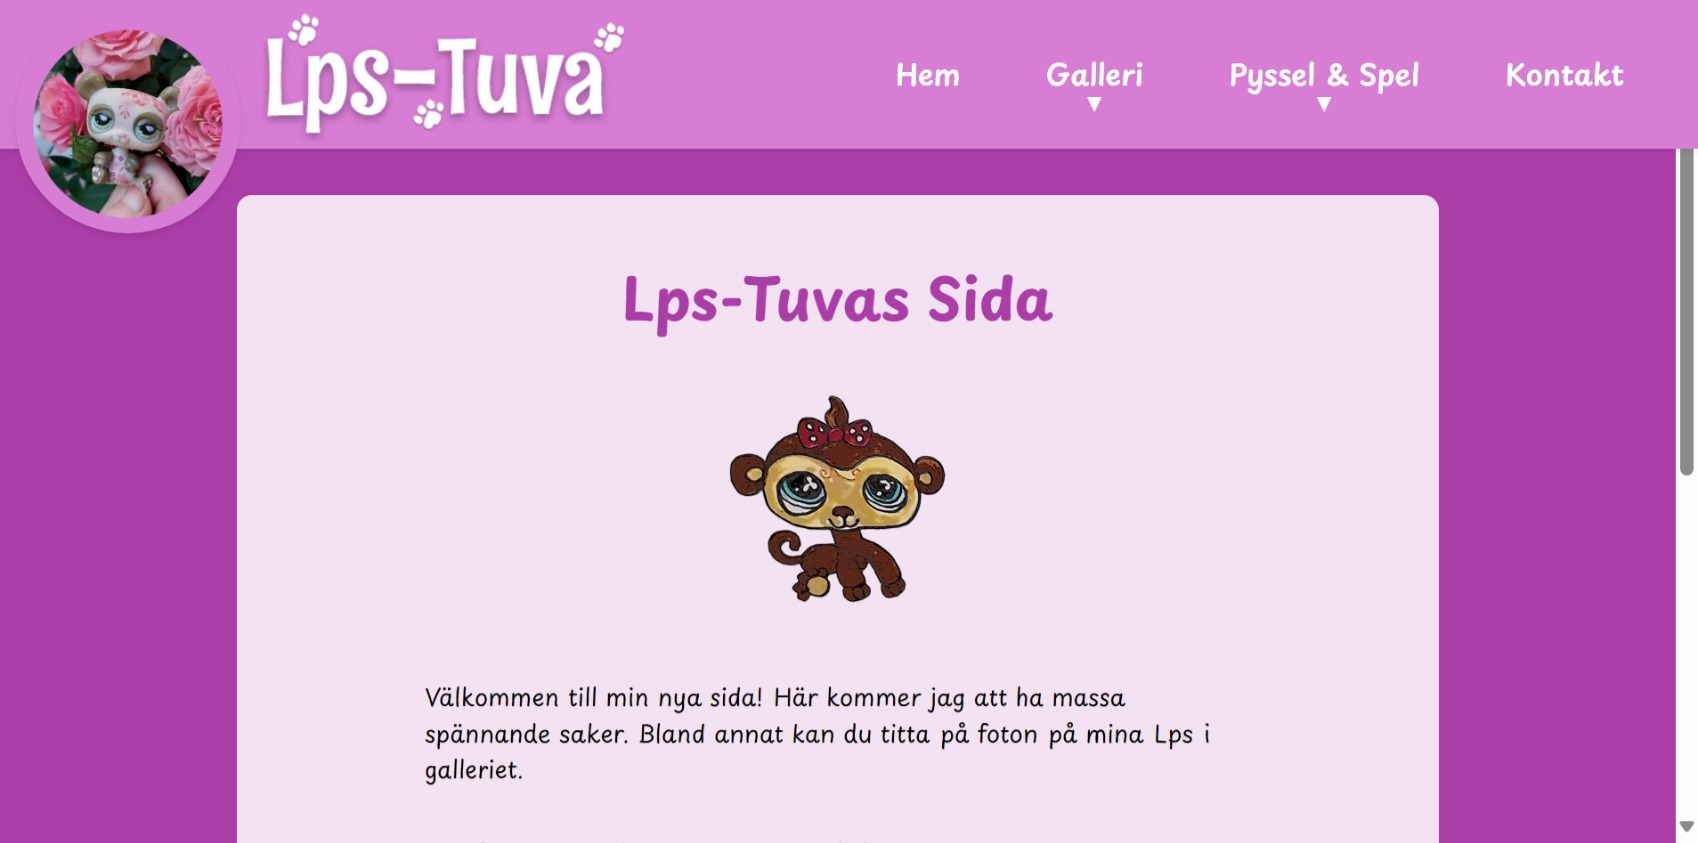 Lps-Tuva
Hem
Galleri
Pyssel & Spel
Kontakt
Lps-Tuvas Sida
Välkommen till min nya sida! Här kommer jag att ha massa
spännande saker. Bland annat kan du titta på foton på mina Lps i
galleriet.